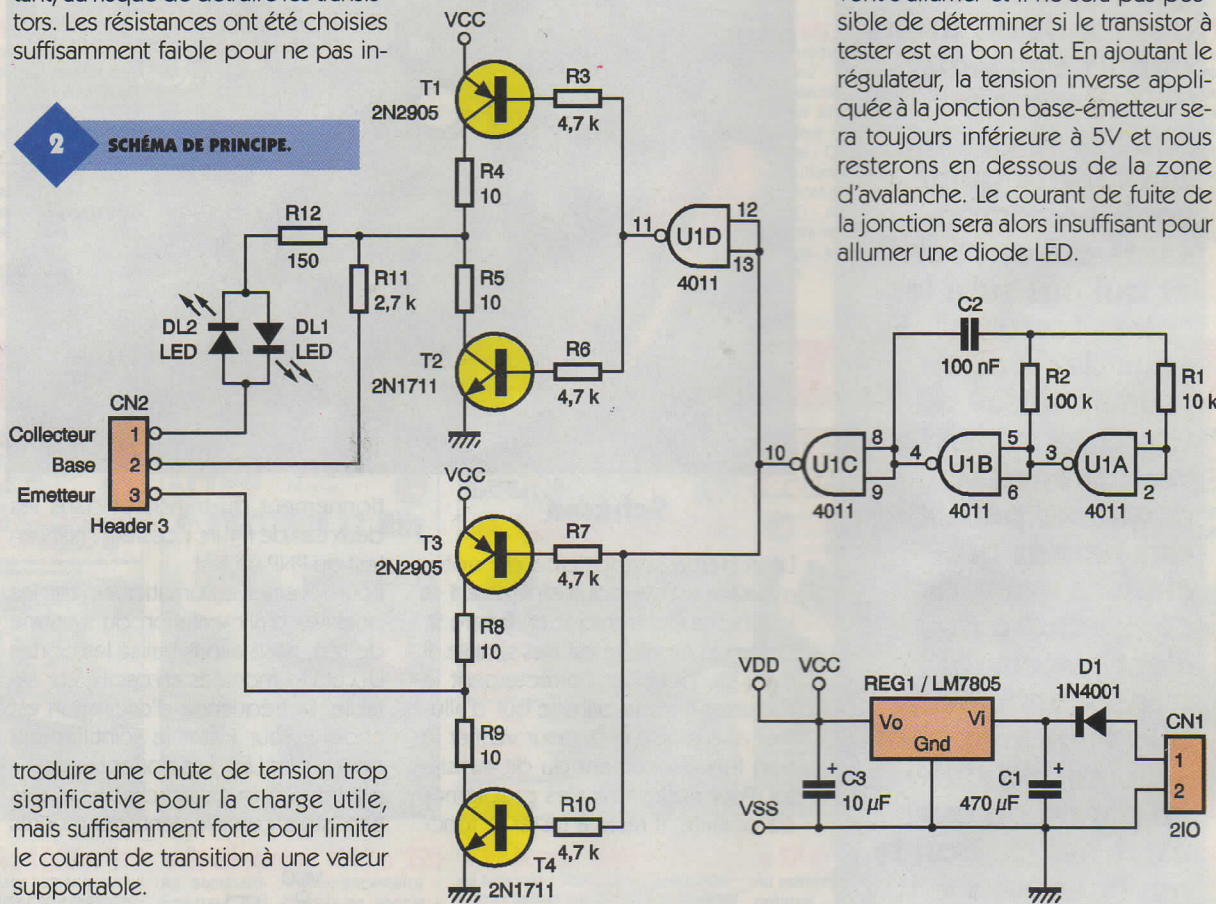 sistors. Les résistances ont été choisies
suffisamment faible pour ne pas in-
2 SCHÉMA DE PRINCIPE.
troduire une chute de tension trop
significative pour la charge utile,
mais suffisamment forte pour limiter
le courant de transition à une valeur
supportable.
sible de déterminer si le transistor à
tester est en bon état. En ajoutant le
régulateur, la tension inverse appli-
quée à la jonction base-émetteur se-
ra toujours inférieure à 5V et nous
resterons en dessous de la zone
d'avalanche. Le courant de fuite de
la jonction sera alors insuffisant pour
allumer une diode LED.
VCC
T1
2N2905
R3
4,7 k
R4
10
R12
150
R11
2,7 k
R5
10
DL2
LED
DL1
LED
T2
2N1711
R6
4,7 k
11
12
13
U1D
4011
CN2
Collecteur 1
Base 2
Emetteur 3
Header 3
VCC
T3
2N2905
R7
4,7 k
R8
10
R9
10
R10
4,7 k
T4
2N1711
C2
100 nF
R2
100 k
R1
10 k
10
U1C
8
9
4011
4
U1B
5
6
4011
3
U1A
1
2
4011
VDD
VCC
VSS
REG1 / LM7805
Vo
Vi
Gnd
D1
1N4001
C3
10 µF
+
C1
470 µF
+
CN1
1
2
2IO